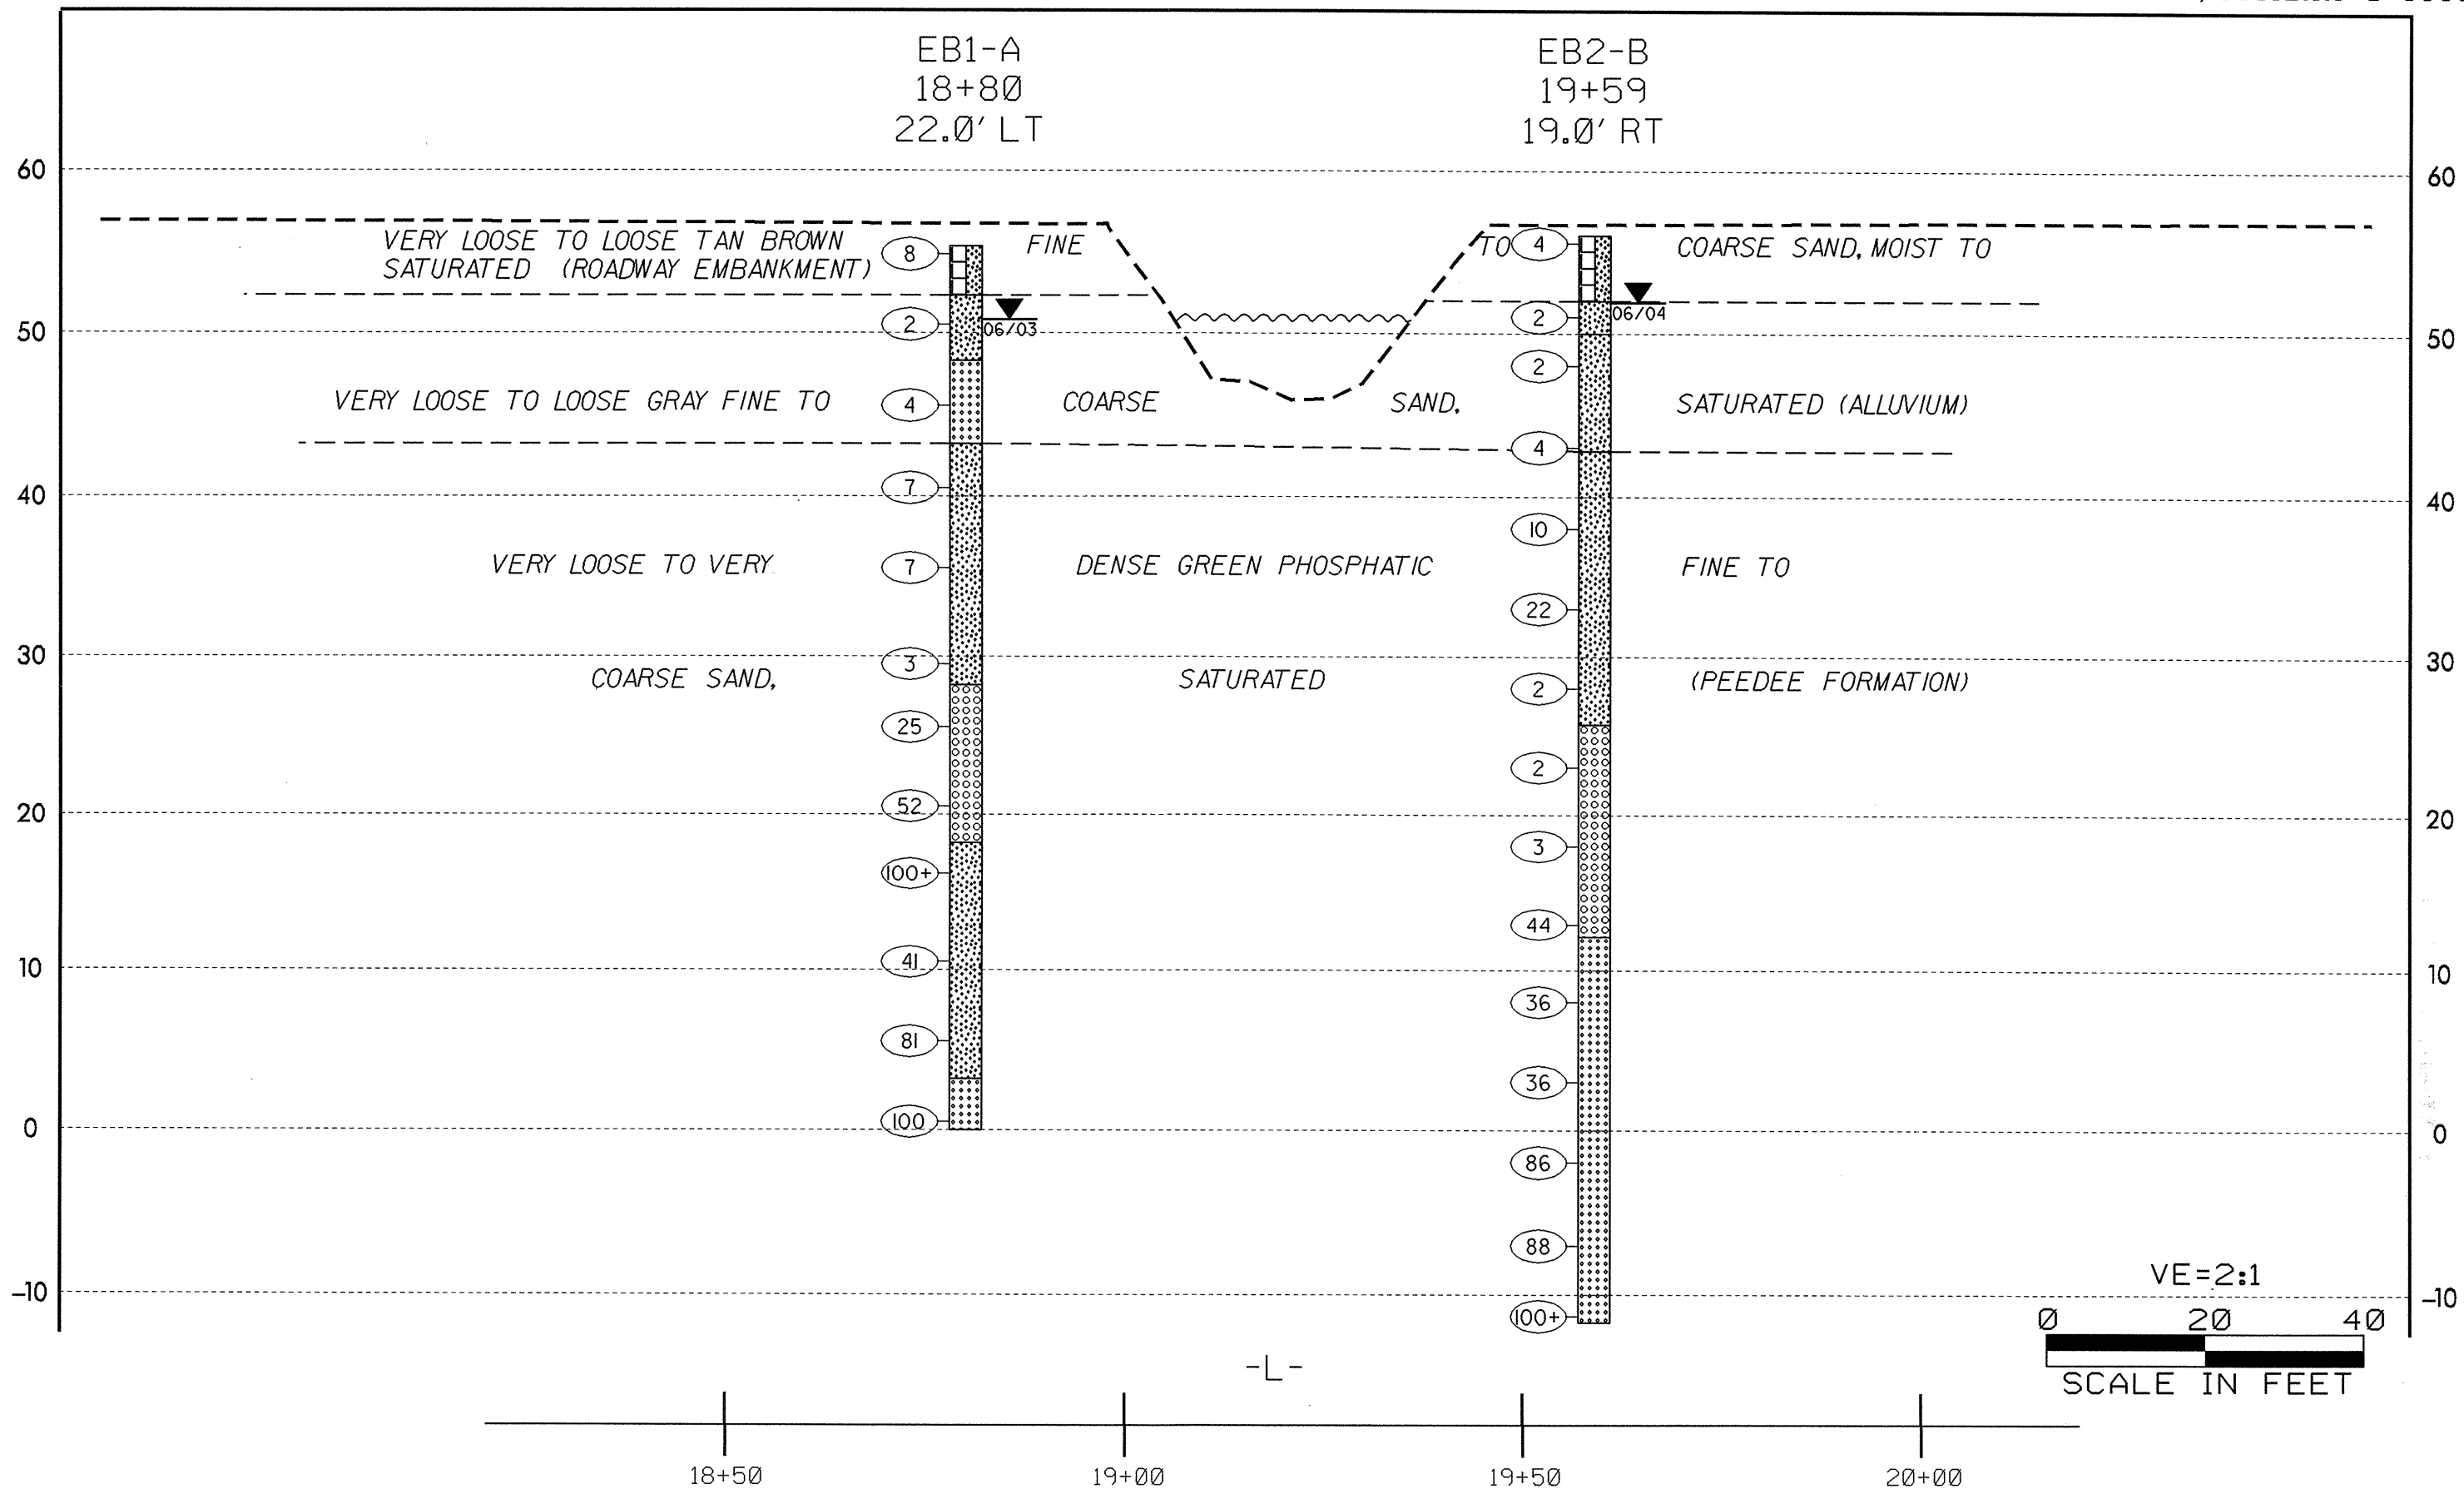 EB1-A
18+80
22.0' LT
EB2-B
19+59
19.0' RT
60
60
VERY LOOSE TO LOOSE TAN BROWN
FINE
TO
COARSE SAND, MOIST TO
SATURATED (ROADWAY EMBANKMENT)
8
4
2
06/03
2
06/04
50
50
2
VERY LOOSE TO LOOSE GRAY FINE TO
4
COARSE
SAND,
SATURATED (ALLUVIUM)
4
40
7
40
10
VERY LOOSE TO VERY
7
DENSE GREEN PHOSPHATIC
FINE TO
22
30
3
30
COARSE SAND,
SATURATED
2
(PEEDEE FORMATION)
25
2
20
52
20
3
100+
44
10
41
10
36
81
36
0
100
0
86
88
VE=2:1
-10
-10
100+
0 20 40
SCALE IN FEET
-L-
18+50
19+00
19+50
20+00